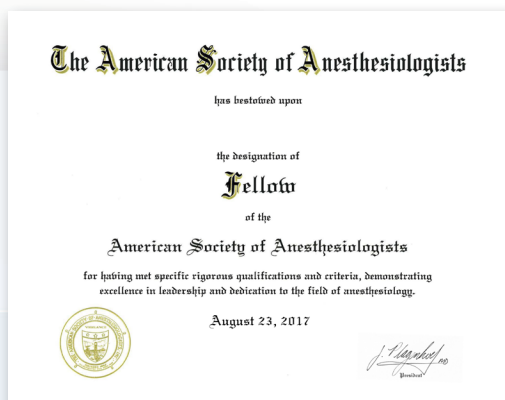 The American Society of Anesthesiologists
has bestowed upon
the designation of
Fellow
of the
American Society of Anesthesiologists
for having met specific rigorous qualifications and criteria, demonstrating
excellence in leadership and dedication to the field of anesthesiology.
August 23, 2017
VIGILANCE
MD
President